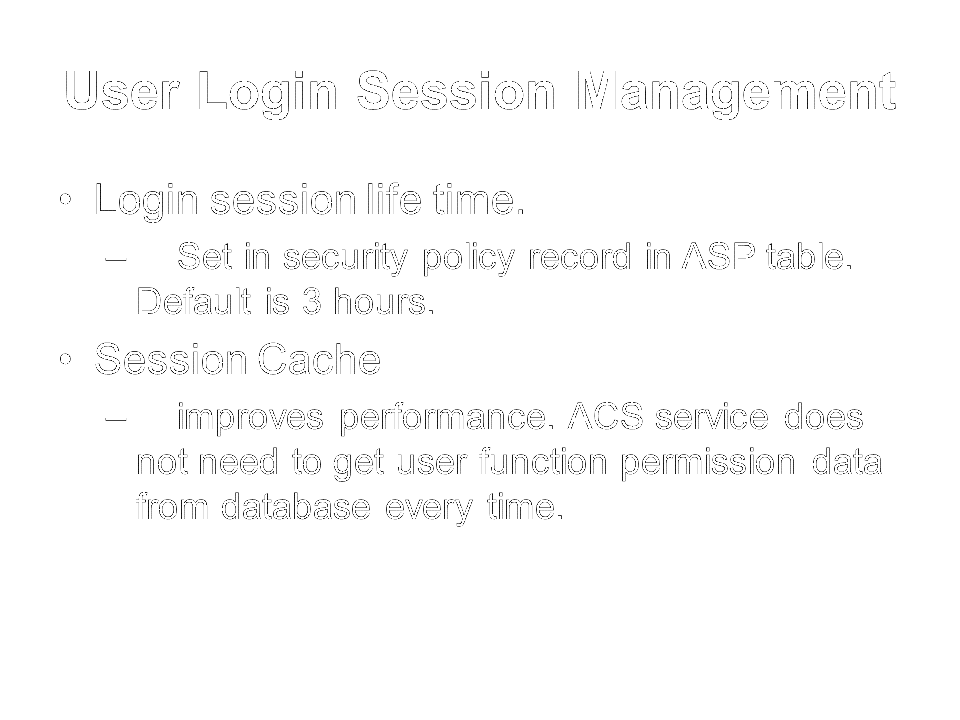 User Login Session Management
• Login session life time.
– Set in security policy record in ASP table.
Default is 3 hours.
• Session Cache
– improves performance. ACS service does
not need to get user function permission data
from database every time.